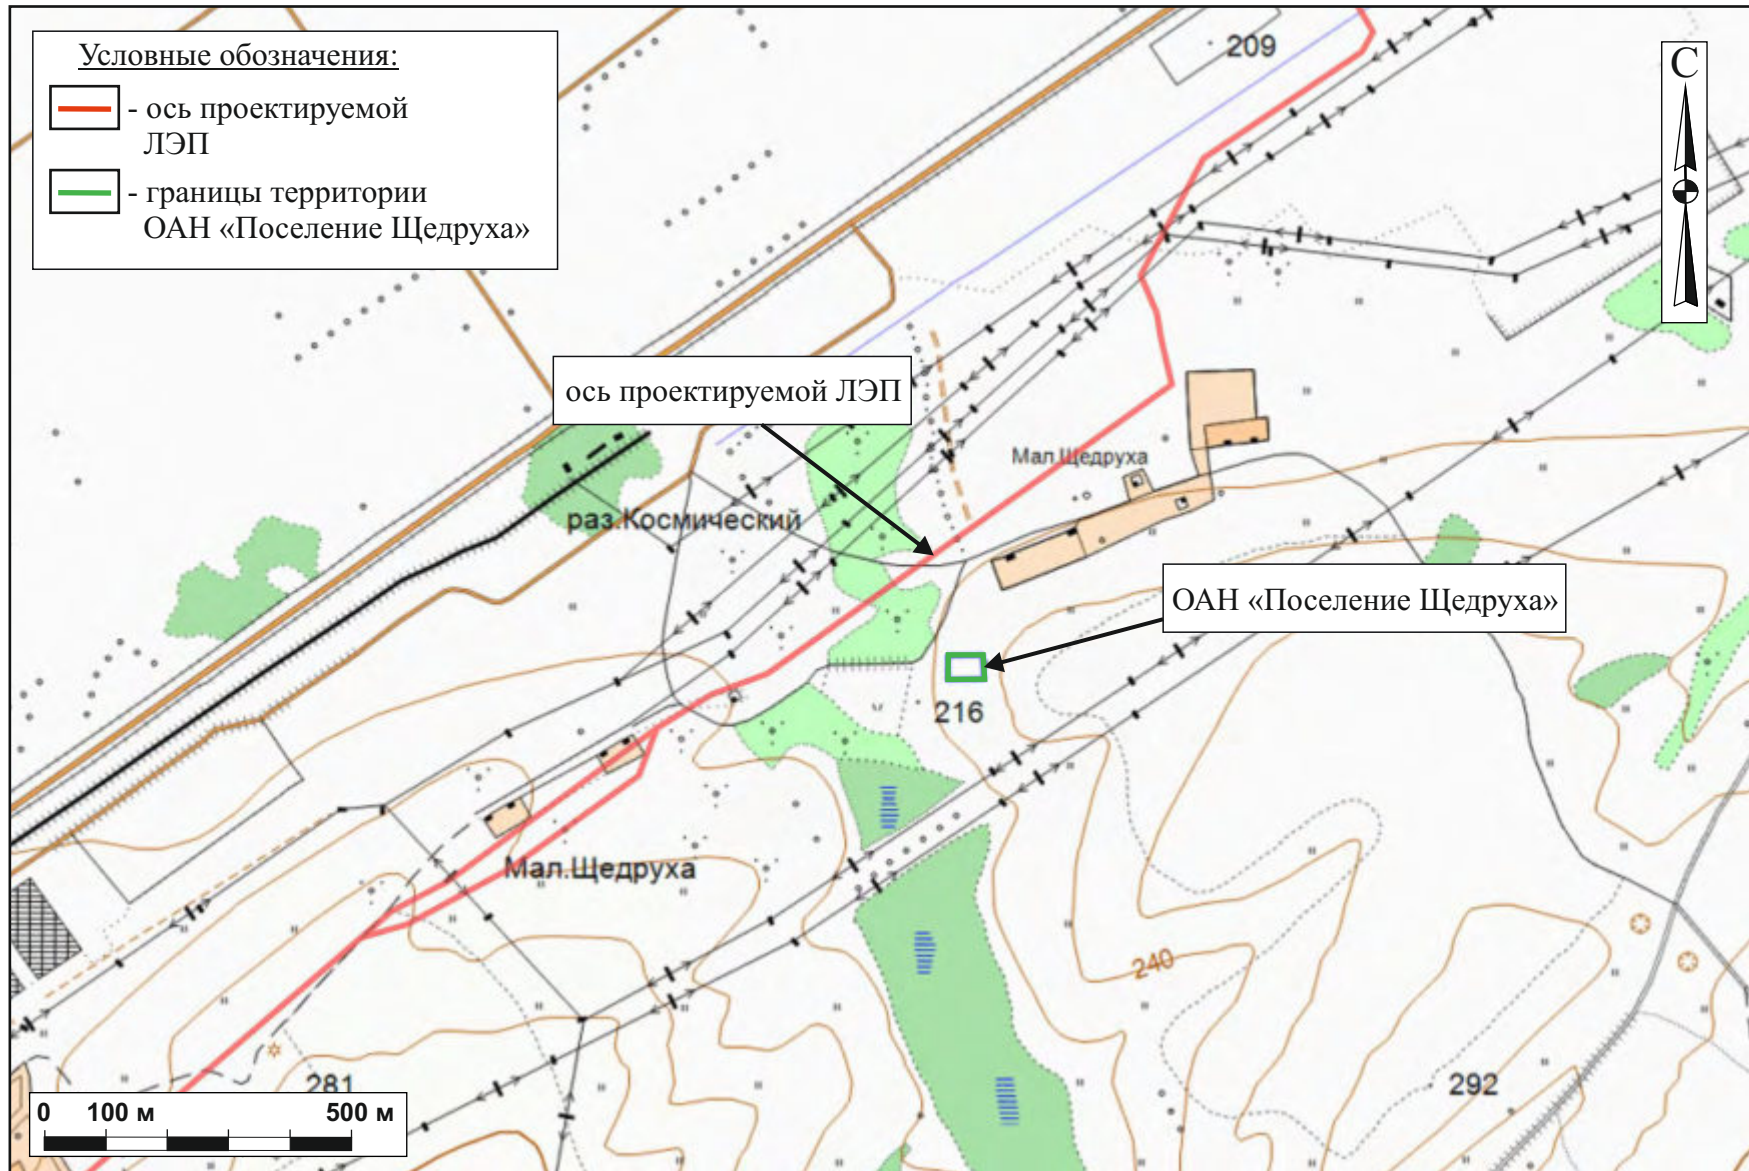 Условные обозначения:
- ось проектируемой
ЛЭП
- границы территории
ОАН «Поселение Щедруха»
209
С
ось проектируемой ЛЭП
Мал.Щедруха
раз.Космический
ОАН «Поселение Щедруха»
216
Мал.Щедруха
240
281
292
0 100 м 500 м